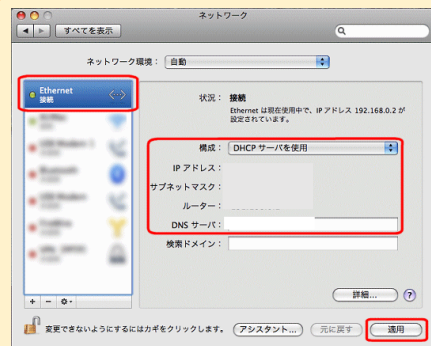 ネットワーク
すべてを表示
ネットワーク環境： 自動
Ethernet
接続
状況： 接続
Ethernet は現在使用中で、IP アドレス 192.168.0.2 が
設定されています。
構成： DHCP サーバを使用
IP アドレス：
サブネットマスク：
ルーター：
DNS サーバ：
検索ドメイン：
詳細...
?
変更できないようにするにはカギをクリックします。
アシスタント...
元に戻す
適用